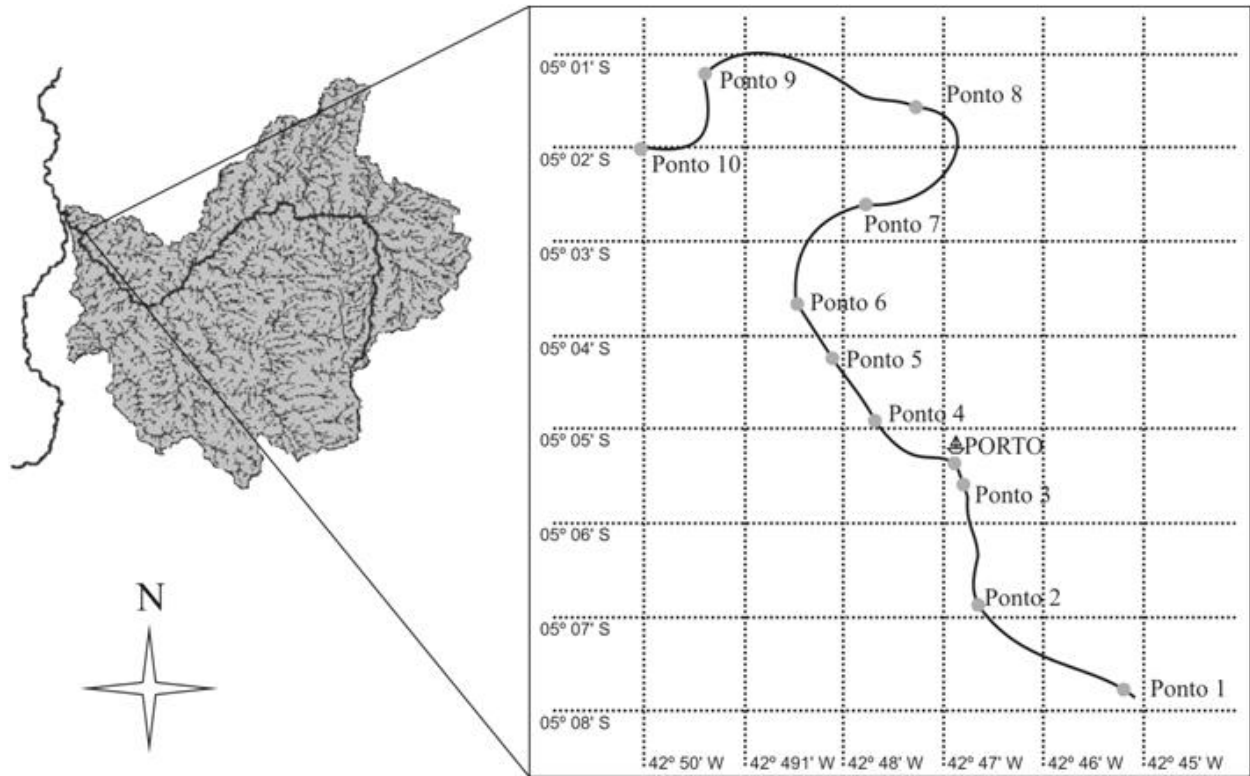 05º 01' S
Ponto 9
Ponto 8
05º 02' S
Ponto 10
Ponto 7
05º 03' S
Ponto 6
05º 04' S
Ponto 5
Ponto 4
05º 05' S
PORTO
Ponto 3
05º 06' S
N
Ponto 2
05º 07' S
Ponto 1
05º 08' S
42º 50' W 42º 491' W 42º 48' W 42º 47' W 42º 46' W 42º 45' W